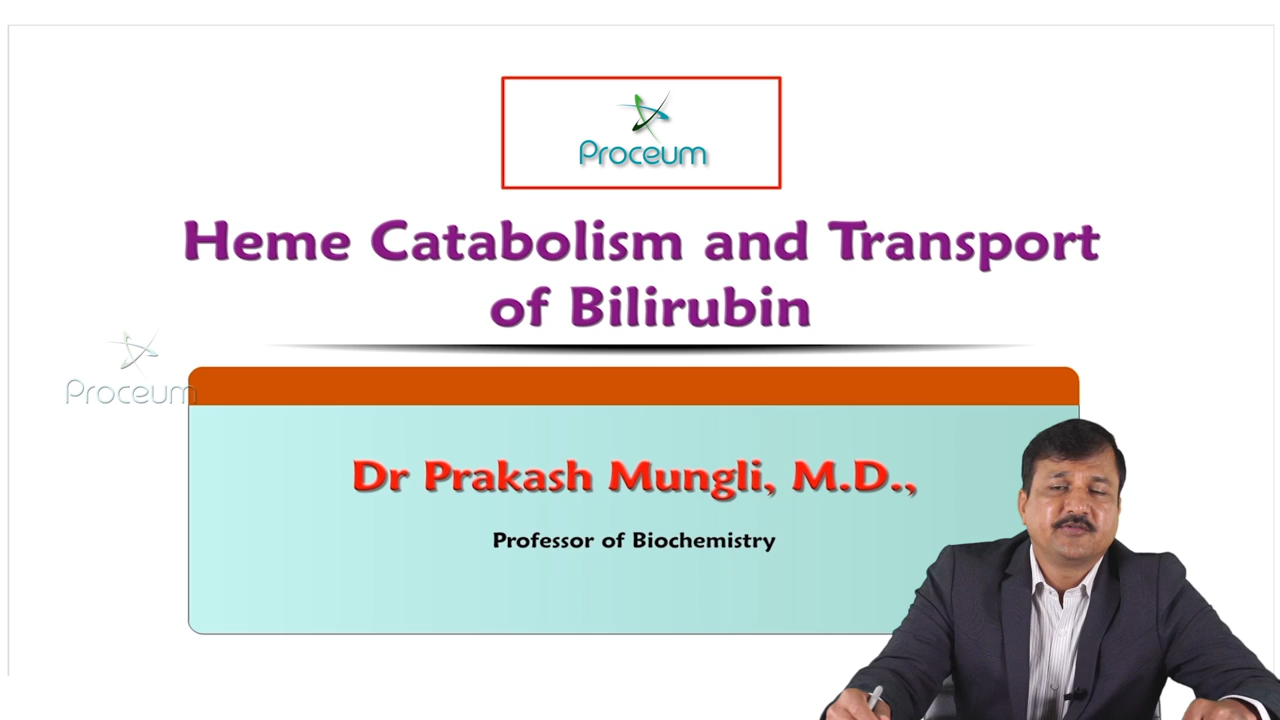 Proceum
Heme Catabolism and Transport
of Bilirubin
Proceum
Dr Prakash Mungli, M.D.,
Professor of Biochemistry